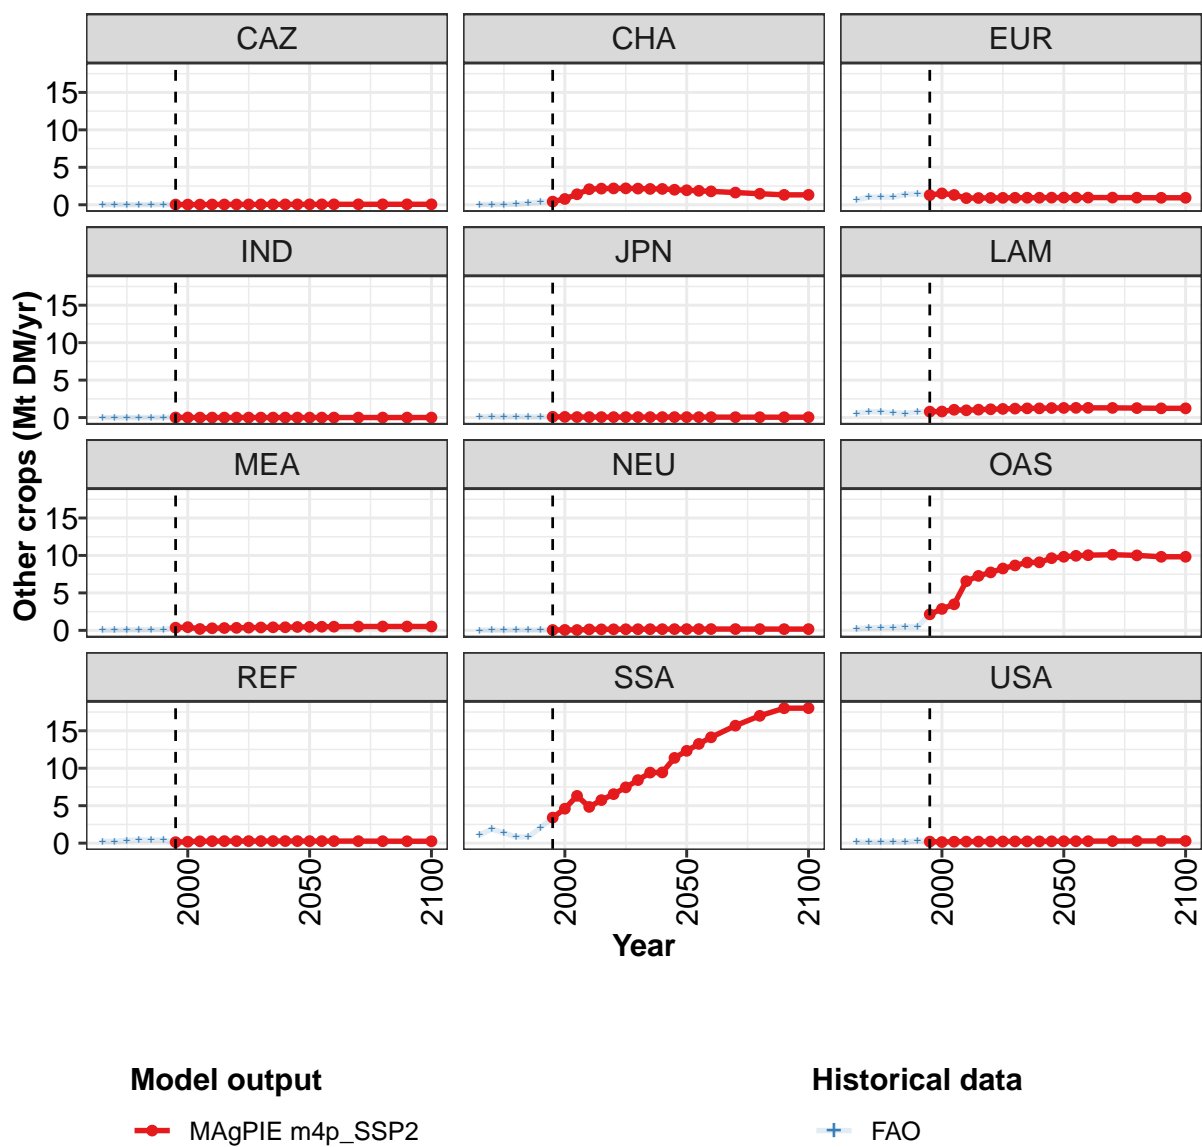 CAZ CHA EUR
15
10
5
0
IND JPN LAM
15
10
5
0
MEA NEU OAS
15
10
5
0
REF SSA USA
15
10
5
0
Other crops (Mt DM/yr)
2000 2050 2100 2000 2050 2100 2000 2050 2100
Year
Model output Historical data
MAgPIE m4p_SSP2 FAO